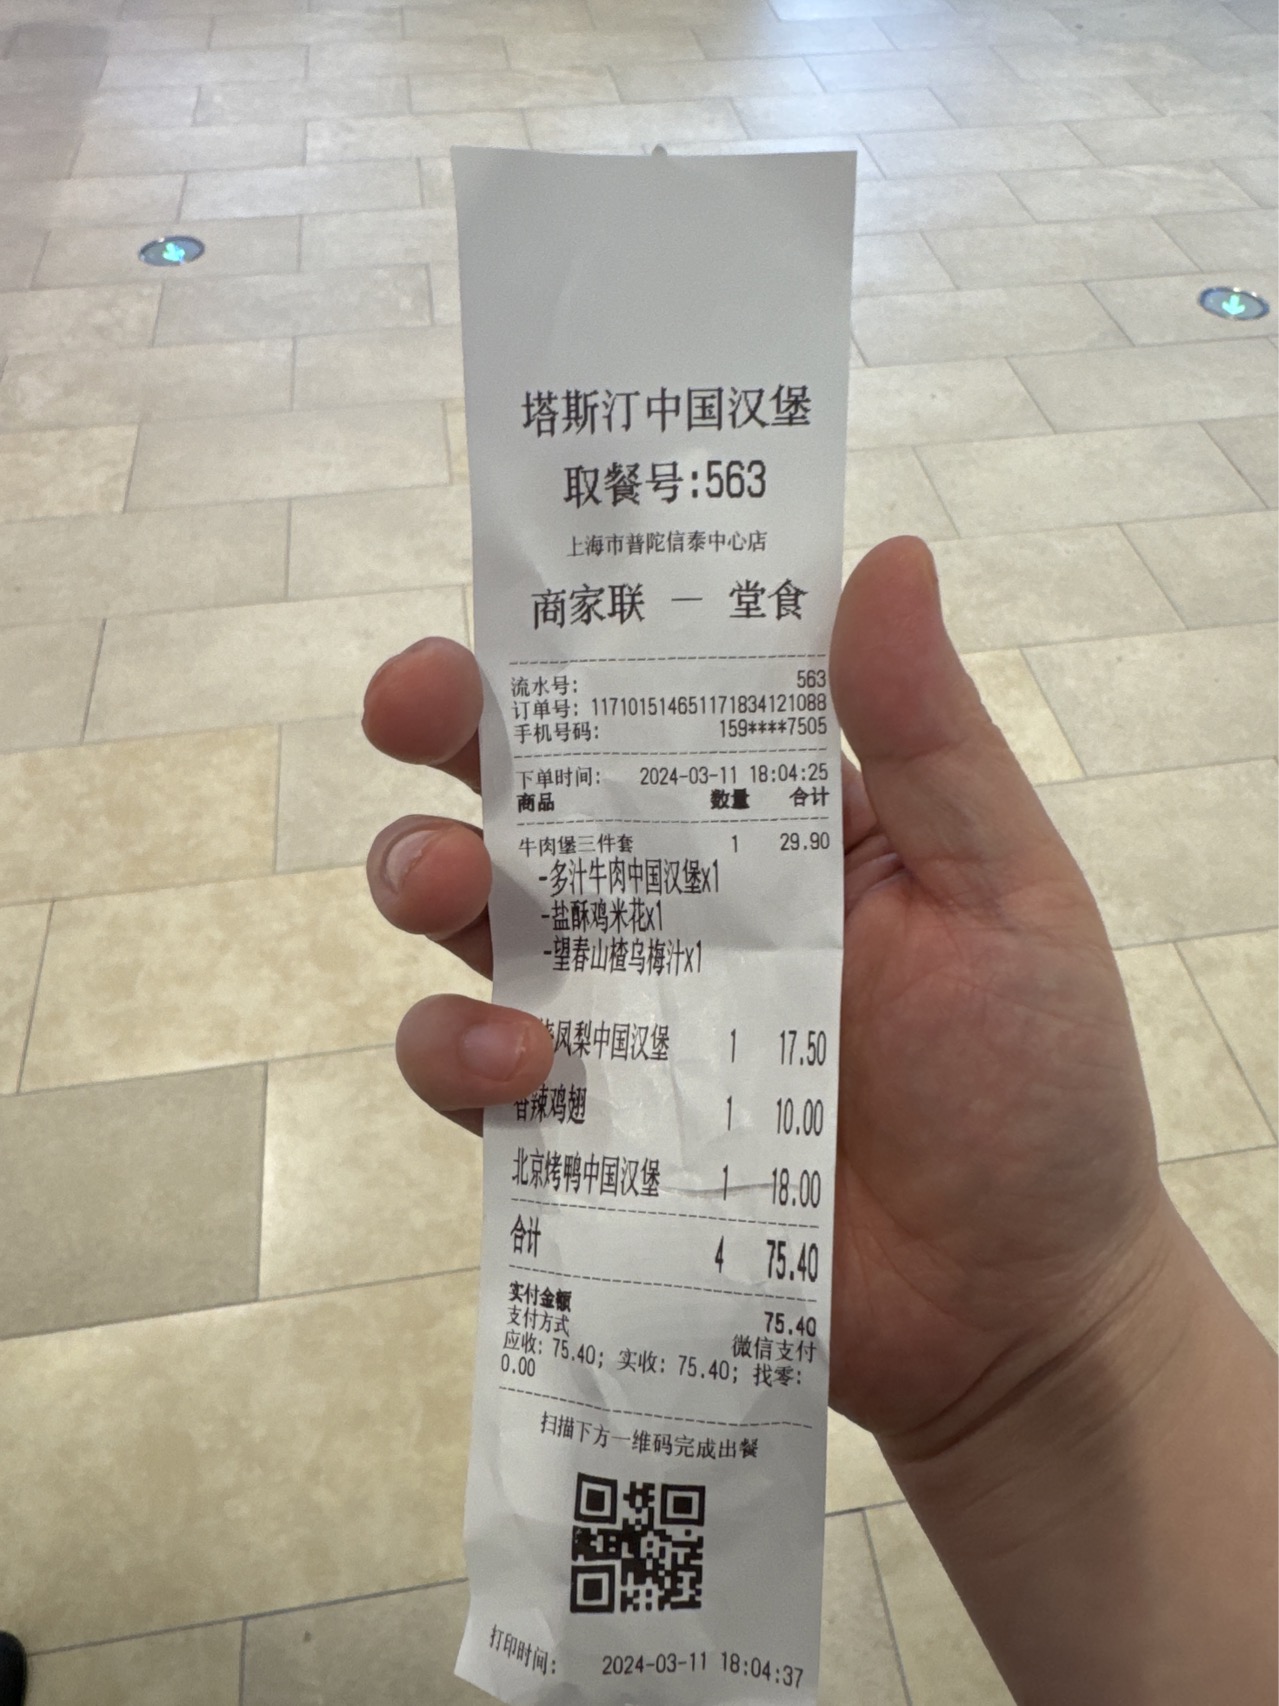 塔斯汀中国汉堡
取餐号:563
上海市普陀信泰中心店
商家联 — 堂食
流水号: 563
订单号: 117101514651171834121088
手机号码: 159****7505
下单时间: 2024-03-11 18:04:25
商品 数量 合计
牛肉堡三件套 1 29.90
-多汁牛肉中国汉堡x1
-盐酥鸡米花x1
-望春山楂乌梅汁x1
凤梨中国汉堡 1 17.50
香辣鸡翅 1 10.00
北京烤鸭中国汉堡 1 18.00
合计 4 75.40
实付金额 75.40
支付方式 微信支付
应收: 75.40; 实收: 75.40; 找零:
0.00
扫描下方一维码完成出餐
打印时间: 2024-03-11 18:04:37